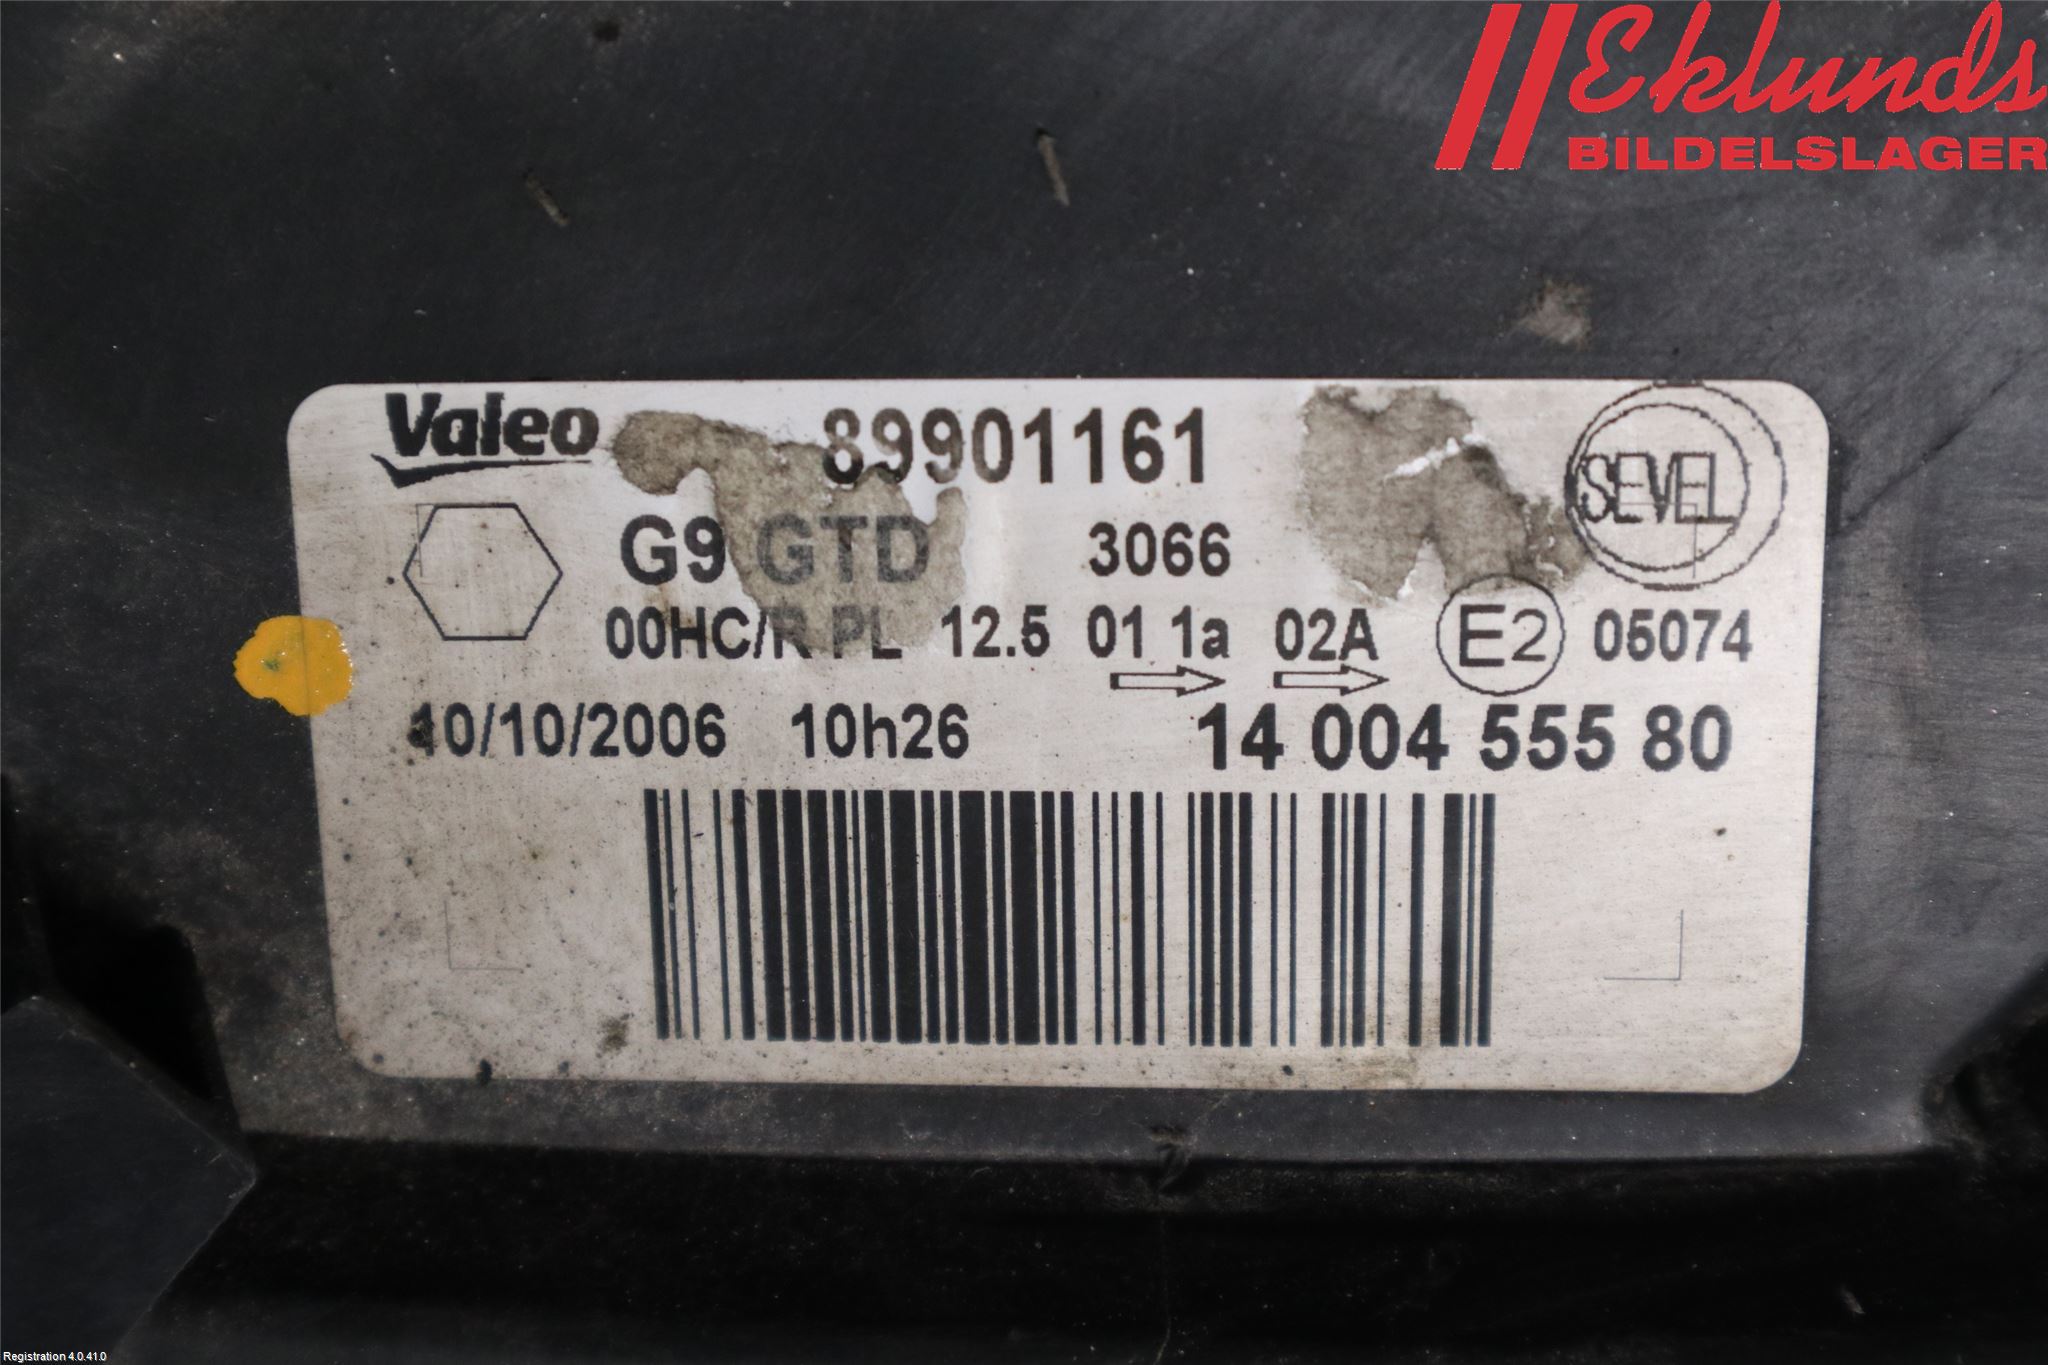 Eklunds
BILDELSLAGER
Valeo 89901161 SEVEL
G9 GTD 3066
00HC/R PL 12.5 01 1a 02A E2 05074
10/10/2006 10h26 14 004 555 80
Registration 4.0.41.0